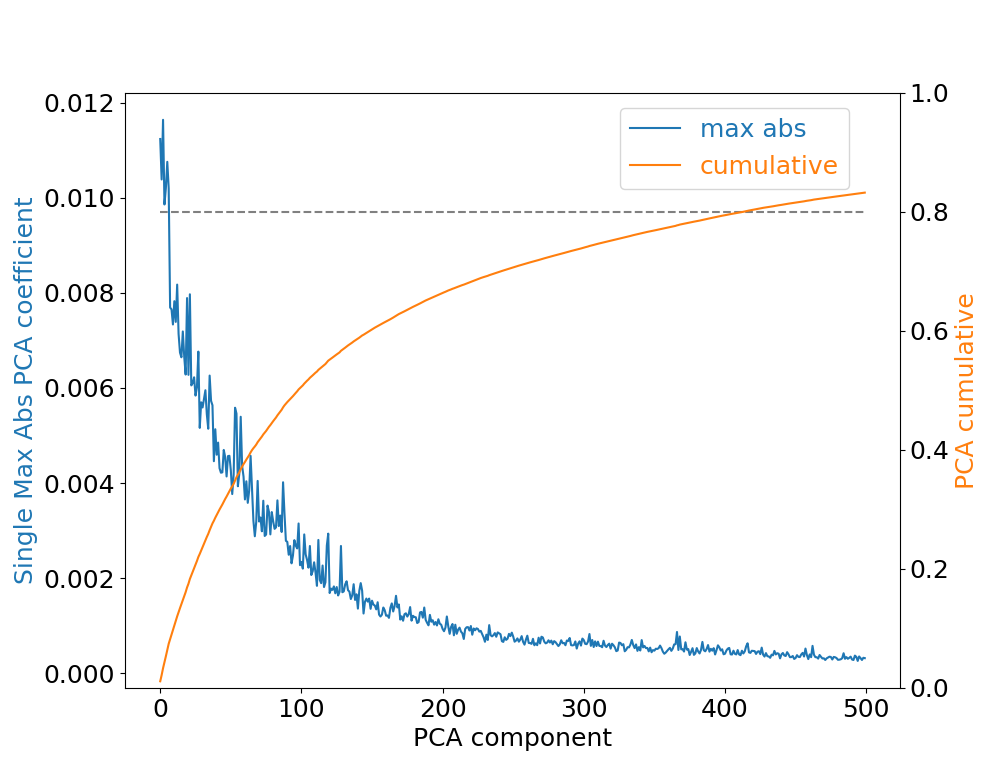 max abs
cumulative
Single Max Abs PCA coefficient
0.012
0.010
0.008
0.006
0.004
0.002
0.000
1.0
0.8
0.6
0.4
0.2
0.0
PCA cumulative
0 100 200 300 400 500
PCA component